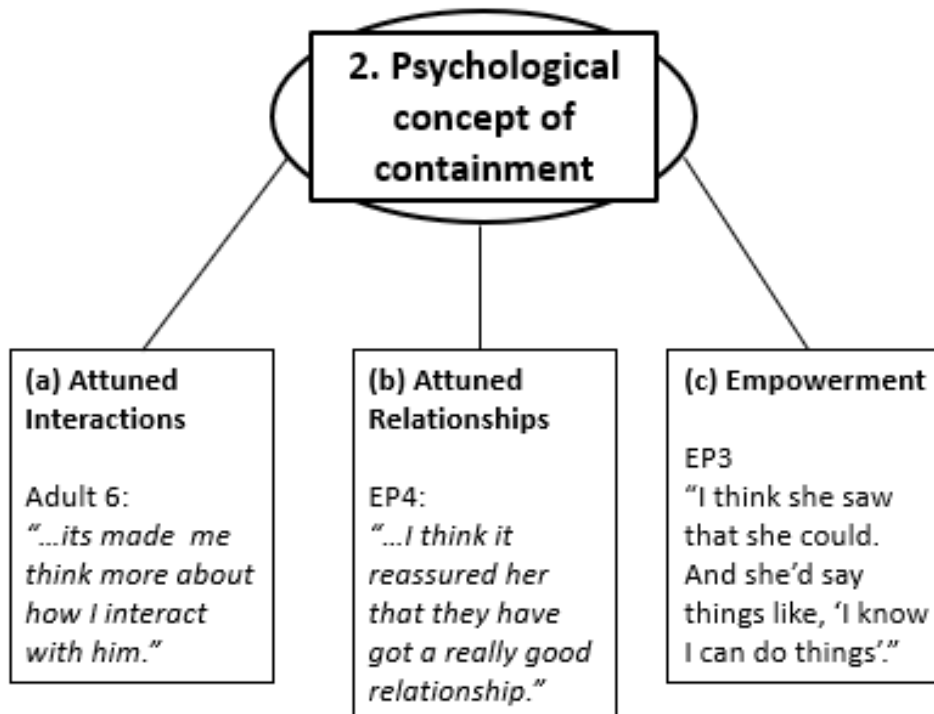 2. Psychological
concept of
containment
(a) Attuned
Interactions
Adult 6:
“…its made  me
think more about
how I interact
with him.”
(b) Attuned
Relationships
EP4:
“…I think it
reassured her
that they have
got a really good
relationship.”
(c) Empowerment
EP3
“I think she saw
that she could.
And she’d say
things like, ‘I know
I can do things’.”